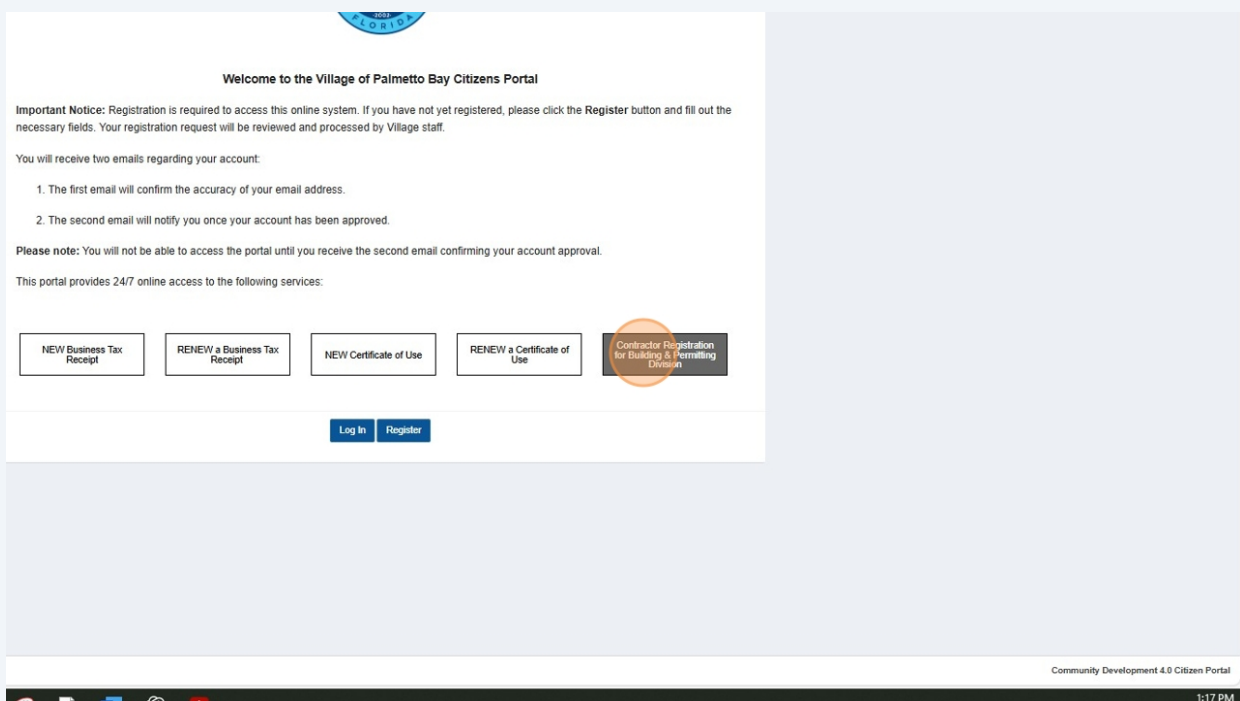 2002
FLORIDA
Welcome to the Village of Palmetto Bay Citizens Portal
Important Notice: Registration is required to access this online system. If you have not yet registered, please click the Register button and fill out the
necessary fields. Your registration request will be reviewed and processed by Village staff.
You will receive two emails regarding your account:
1. The first email will confirm the accuracy of your email address.
2. The second email will notify you once your account has been approved.
Please note: You will not be able to access the portal until you receive the second email confirming your account approval.
This portal provides 24/7 online access to the following services:
NEW Business Tax
Receipt
RENEW a Business Tax
Receipt
NEW Certificate of Use
RENEW a Certificate of
Use
Contractor Registration
for Building & Permitting
Division
Log In
Register
Community Development 4.0 Citizen Portal
1:17 PM